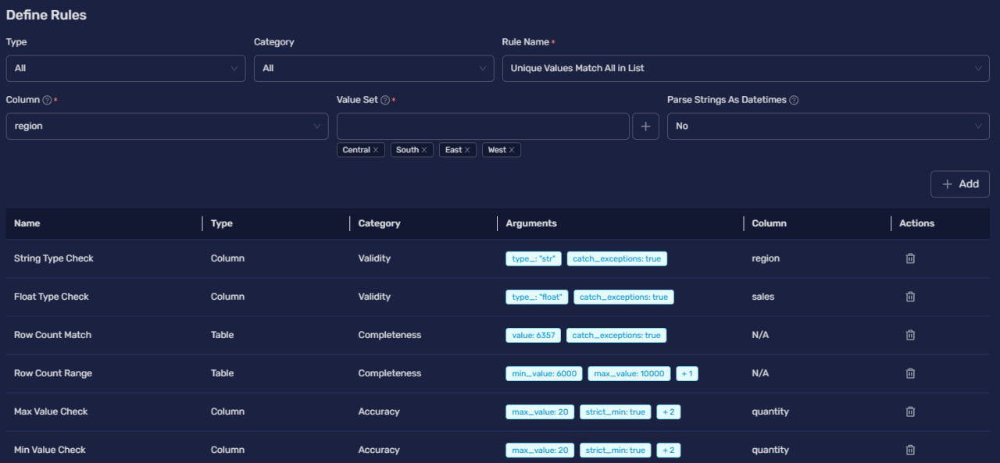 Define Rules
Type Category Rule Name *
All All Unique Values Match All in List
Column ? * Value Set ? * Parse Strings As Datetimes ?
region + No
Central × South × East × West ×
+ Add
Name Type Category Arguments Column Actions
String Type Check Column Validity type_: "str" catch_exceptions: true region
Float Type Check Column Validity type_: "float" catch_exceptions: true sales
Row Count Match Table Completeness value: 6357 catch_exceptions: true N/A
Row Count Range Table Completeness min_value: 6000 max_value: 10000 + 1 N/A
Max Value Check Column Accuracy max_value: 20 strict_min: true + 2 quantity
Min Value Check Column Accuracy max_value: 20 strict_min: true + 2 quantity